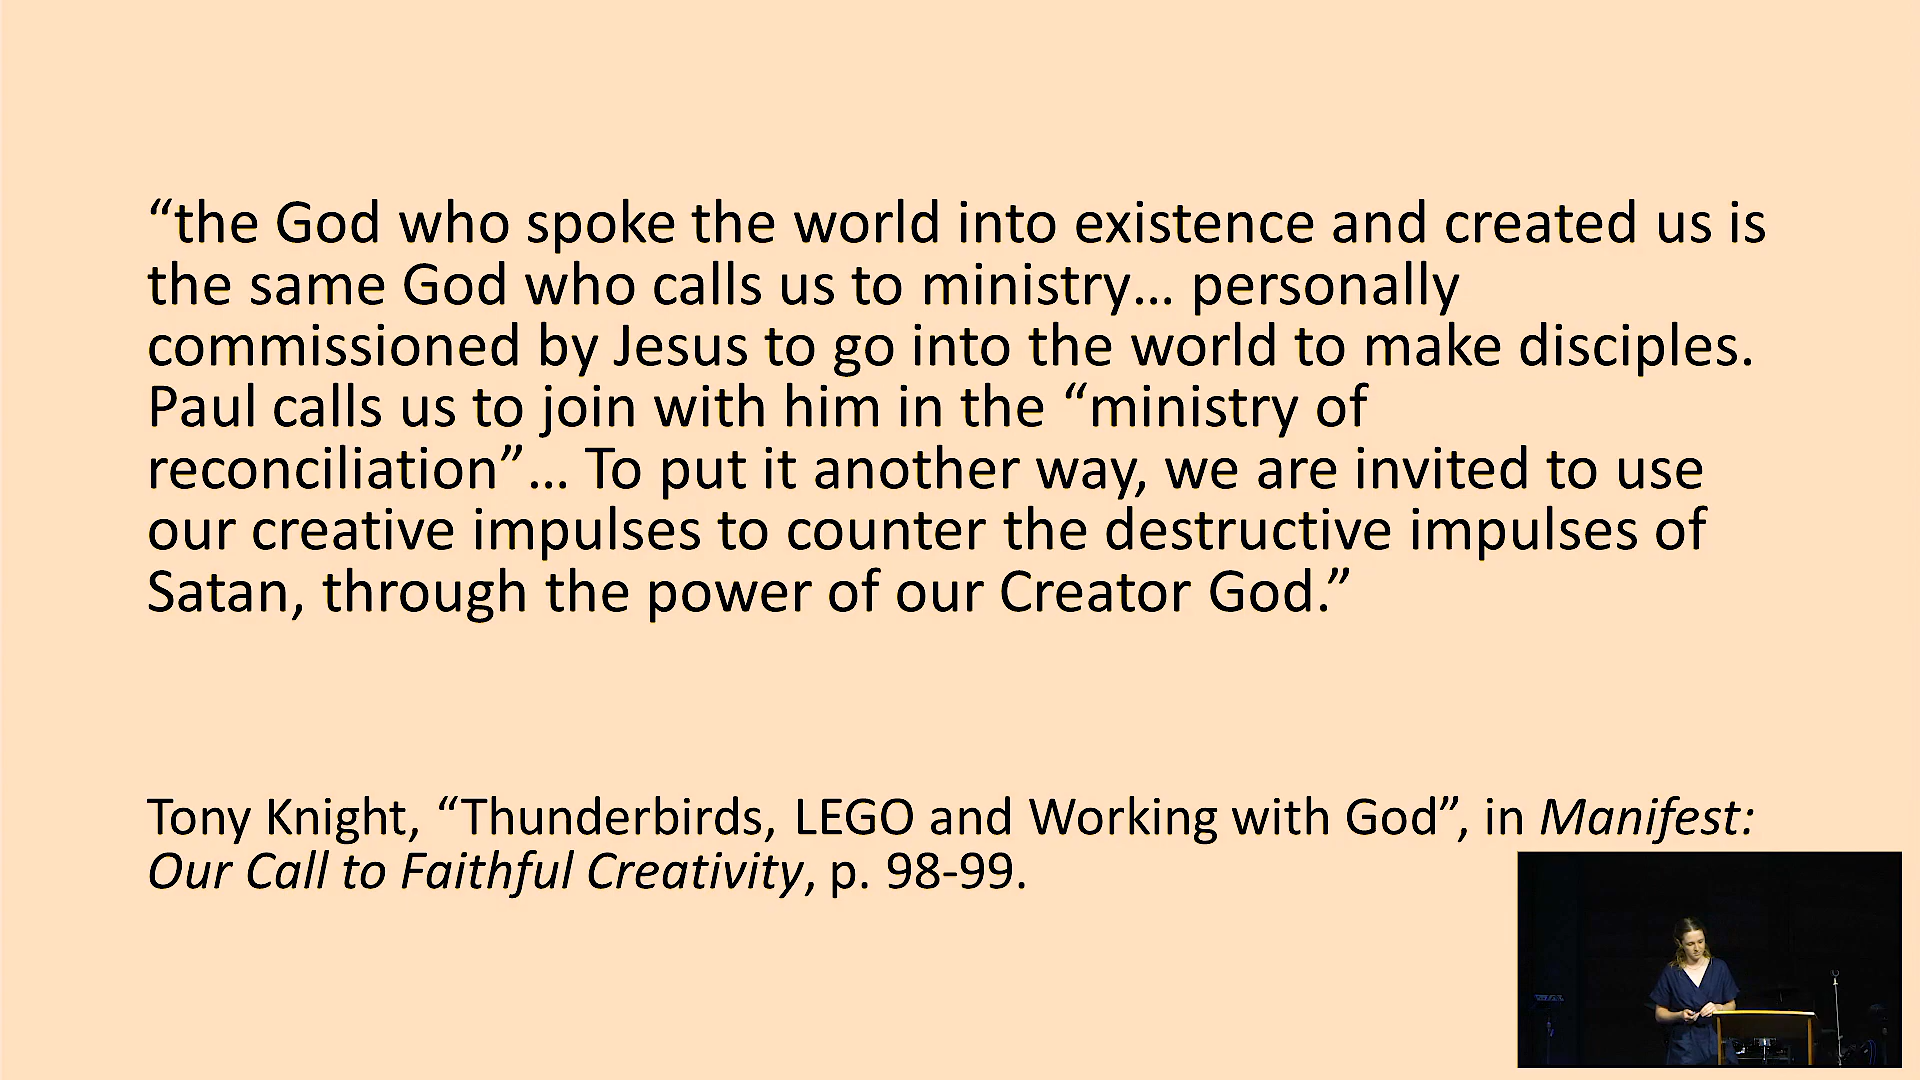 “the God who spoke the world into existence and created us is
the same God who calls us to ministry… personally
commissioned by Jesus to go into the world to make disciples.
Paul calls us to join with him in the “ministry of
reconciliation”… To put it another way, we are invited to use
our creative impulses to counter the destructive impulses of
Satan, through the power of our Creator God.”
Tony Knight, “Thunderbirds, LEGO and Working with God”, in Manifest:
Our Call to Faithful Creativity, p. 98-99.